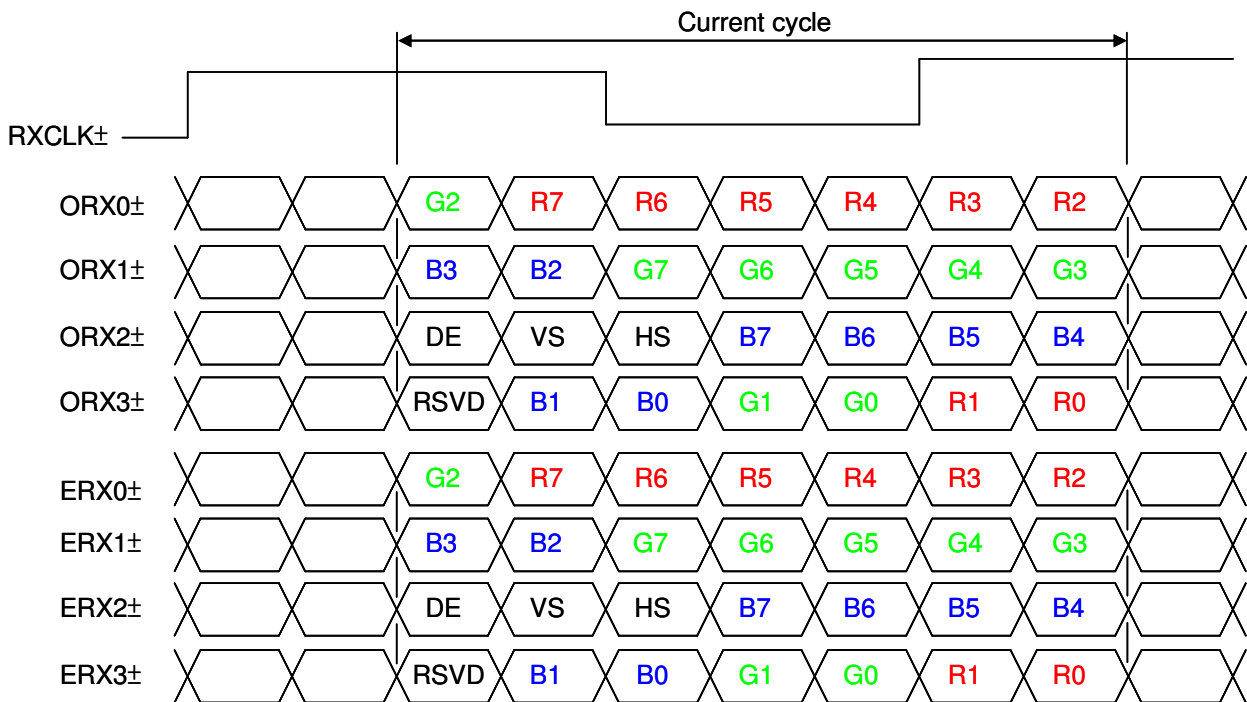 Current cycle
RXCLK±
ORX0± G2 R7 R6 R5 R4 R3 R2
ORX1± B3 B2 G7 G6 G5 G4 G3
ORX2± DE VS HS B7 B6 B5 B4
ORX3± RSVD B1 B0 G1 G0 R1 R0
ERX0± G2 R7 R6 R5 R4 R3 R2
ERX1± B3 B2 G7 G6 G5 G4 G3
ERX2± DE VS HS B7 B6 B5 B4
ERX3± RSVD B1 B0 G1 G0 R1 R0